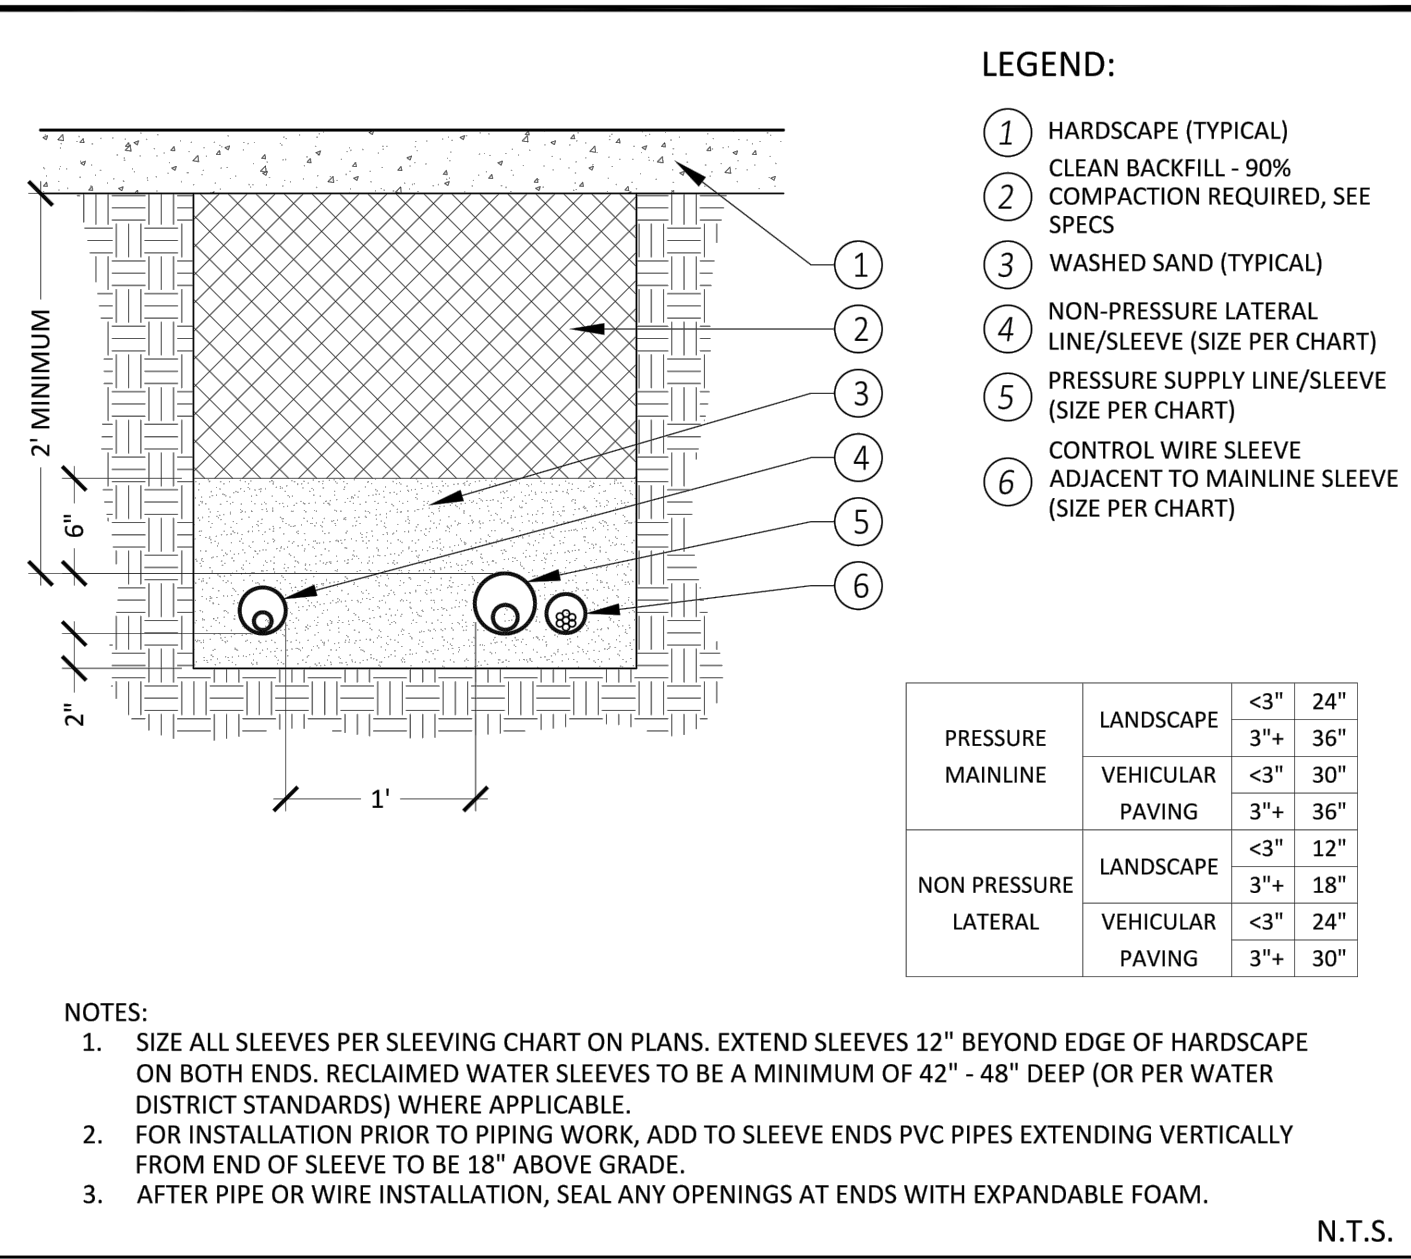 LEGEND:
1 HARDSCAPE (TYPICAL)
2 CLEAN BACKFILL - 90%
COMPACTION REQUIRED, SEE
SPECS
3 WASHED SAND (TYPICAL)
4 NON-PRESSURE LATERAL
LINE/SLEEVE (SIZE PER CHART)
5 PRESSURE SUPPLY LINE/SLEEVE
(SIZE PER CHART)
6 CONTROL WIRE SLEEVE
ADJACENT TO MAINLINE SLEEVE
(SIZE PER CHART)
1
2
3
4
5
6
2' MINIMUM
6"
2"
1'
PRESSURE
MAINLINE
LANDSCAPE
<3" 24"
3"+ 36"
VEHICULAR
PAVING
<3" 30"
3"+ 36"
NON PRESSURE
LATERAL
LANDSCAPE
<3" 12"
3"+ 18"
VEHICULAR
PAVING
<3" 24"
3"+ 30"
NOTES:
1. SIZE ALL SLEEVES PER SLEEVING CHART ON PLANS. EXTEND SLEEVES 12" BEYOND EDGE OF HARDSCAPE
ON BOTH ENDS. RECLAIMED WATER SLEEVES TO BE A MINIMUM OF 42" - 48" DEEP (OR PER WATER
DISTRICT STANDARDS) WHERE APPLICABLE.
2. FOR INSTALLATION PRIOR TO PIPING WORK, ADD TO SLEEVE ENDS PVC PIPES EXTENDING VERTICALLY
FROM END OF SLEEVE TO BE 18" ABOVE GRADE.
3. AFTER PIPE OR WIRE INSTALLATION, SEAL ANY OPENINGS AT ENDS WITH EXPANDABLE FOAM.
N.T.S.